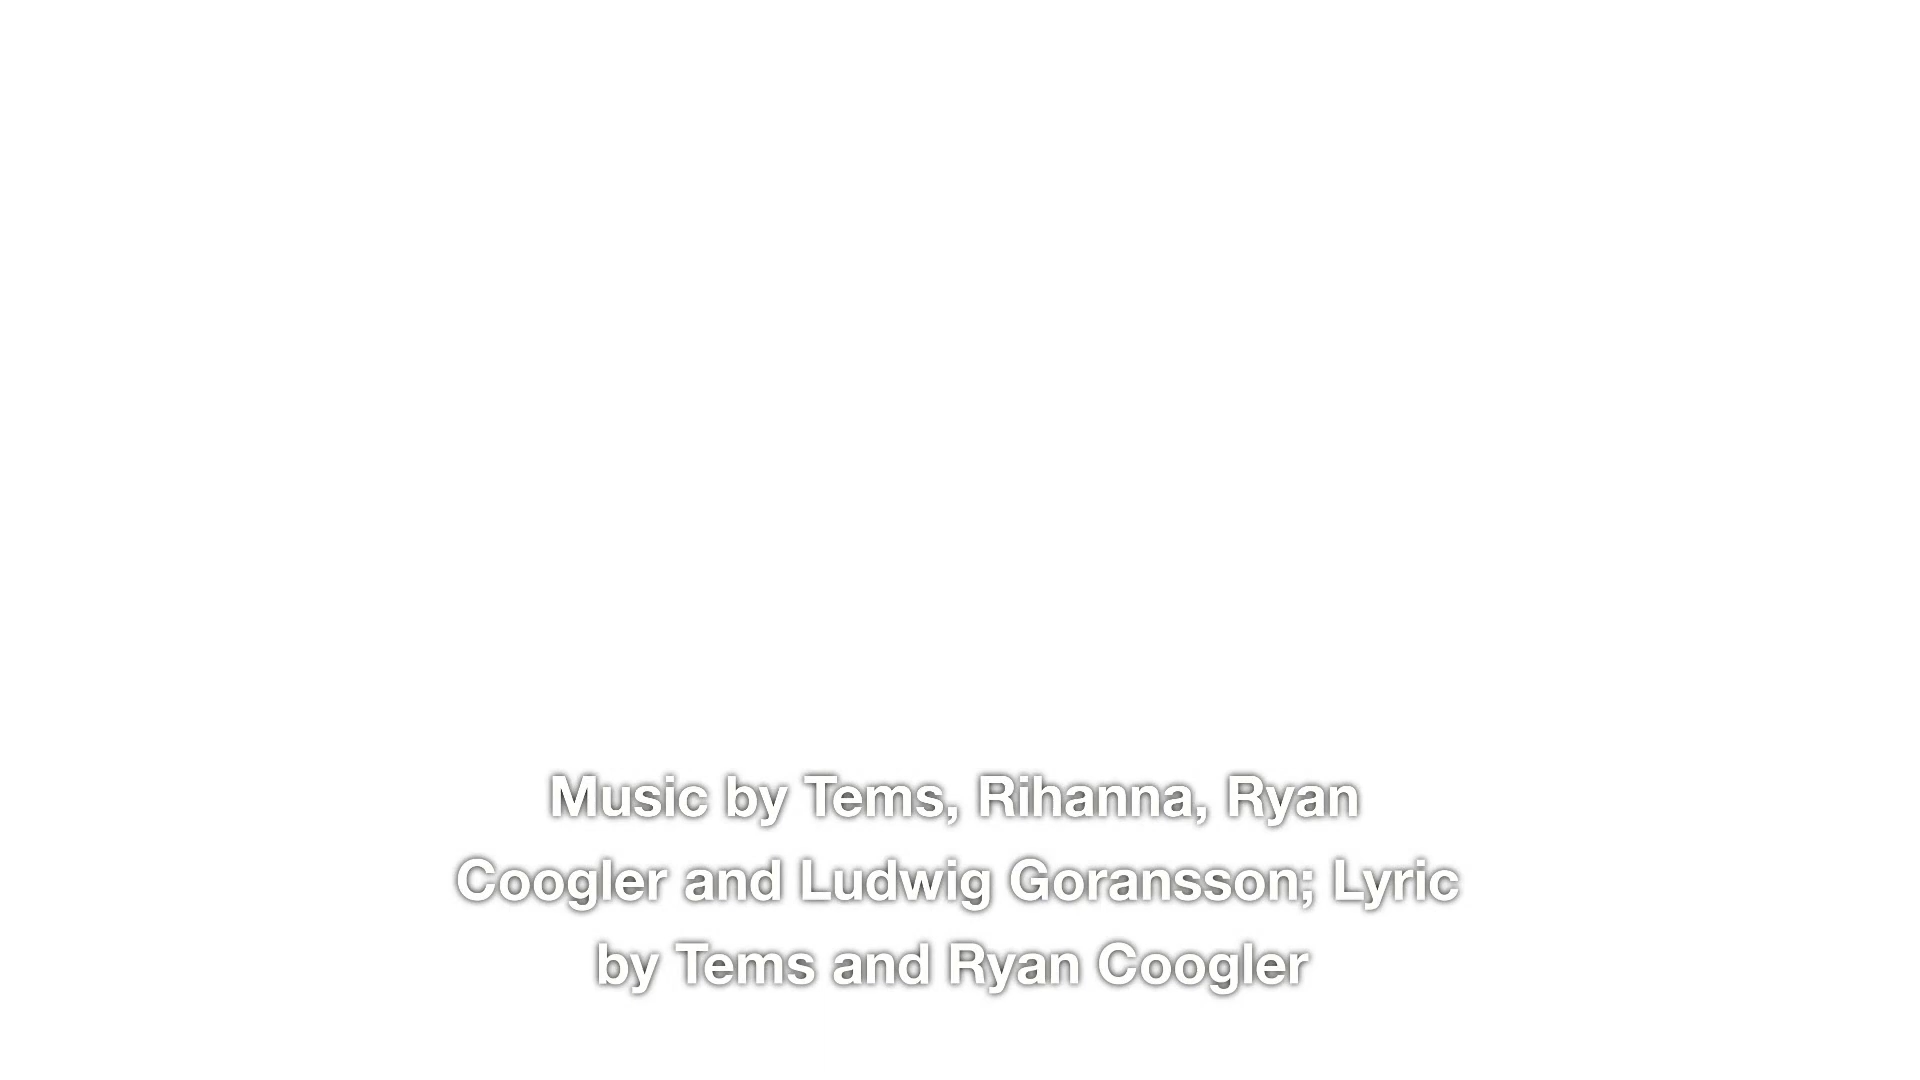 Music by Tems, Rihanna, Ryan
Coogler and Ludwig Goransson; Lyric
by Tems and Ryan Coogler